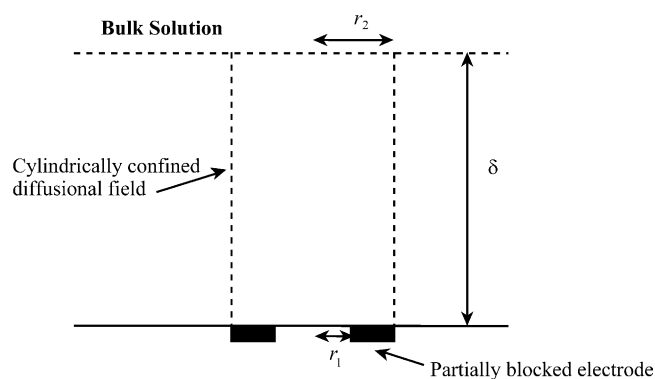 Bulk Solution
r2
Cylindrically confined
diffusional field
δ
r1
Partially blocked electrode